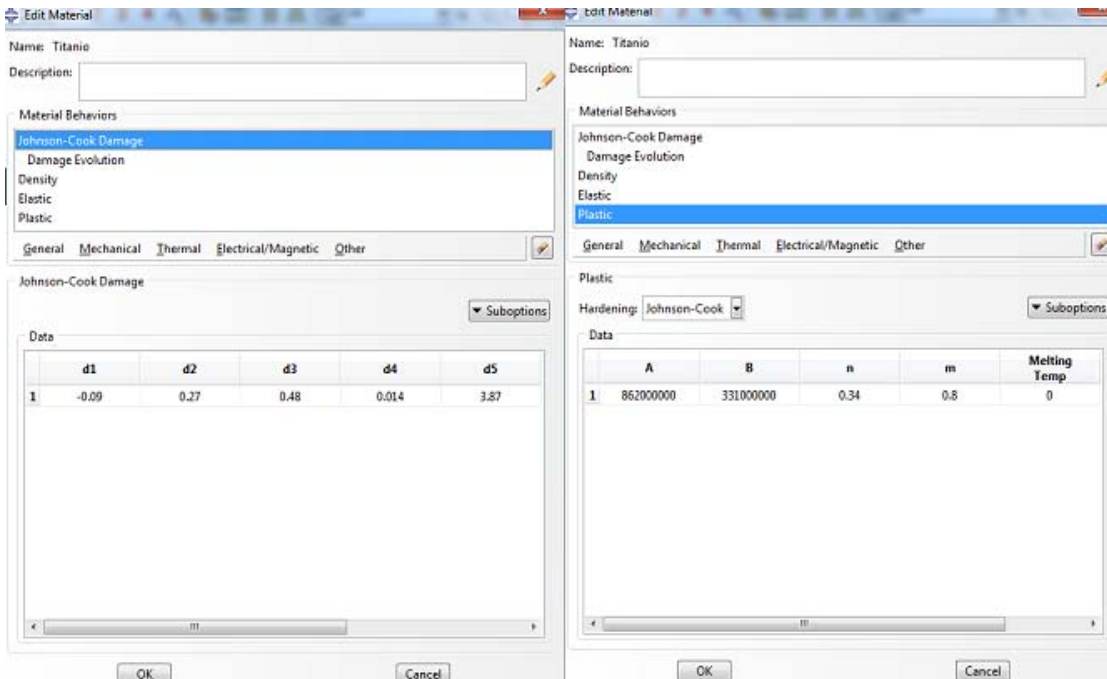 Edit Material
Name: Titanio
Description:
Material Behaviors
Johnson-Cook Damage
Damage Evolution
Density
Elastic
Plastic
General Mechanical Thermal Electrical/Magnetic Other
Johnson-Cook Damage
Suboptions
Data
d1 d2 d3 d4 d5
1 -0.09 0.27 0.48 0.014 3.87
OK Cancel
Edit Material
Name: Titanio
Description:
Material Behaviors
Johnson-Cook Damage
Damage Evolution
Density
Elastic
Plastic
General Mechanical Thermal Electrical/Magnetic Other
Plastic
Hardening: Johnson-Cook
Suboptions
Data
A B n m Melting Temp
1 862000000 331000000 0.34 0.8 0
OK Cancel